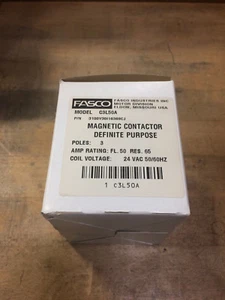 FASCO
FASCO INDUSTRIES INC
MOTOR DIVISION
ELDON, MISSOURI USA
MODEL C3L50A
P/N
MAGNETIC CONTACTOR
DEFINITE PURPOSE
POLES: 3
AMP RATING: FL.50 RES. 65
COIL VOLTAGE: 24 VAC 50/60HZ
1 C3L50A